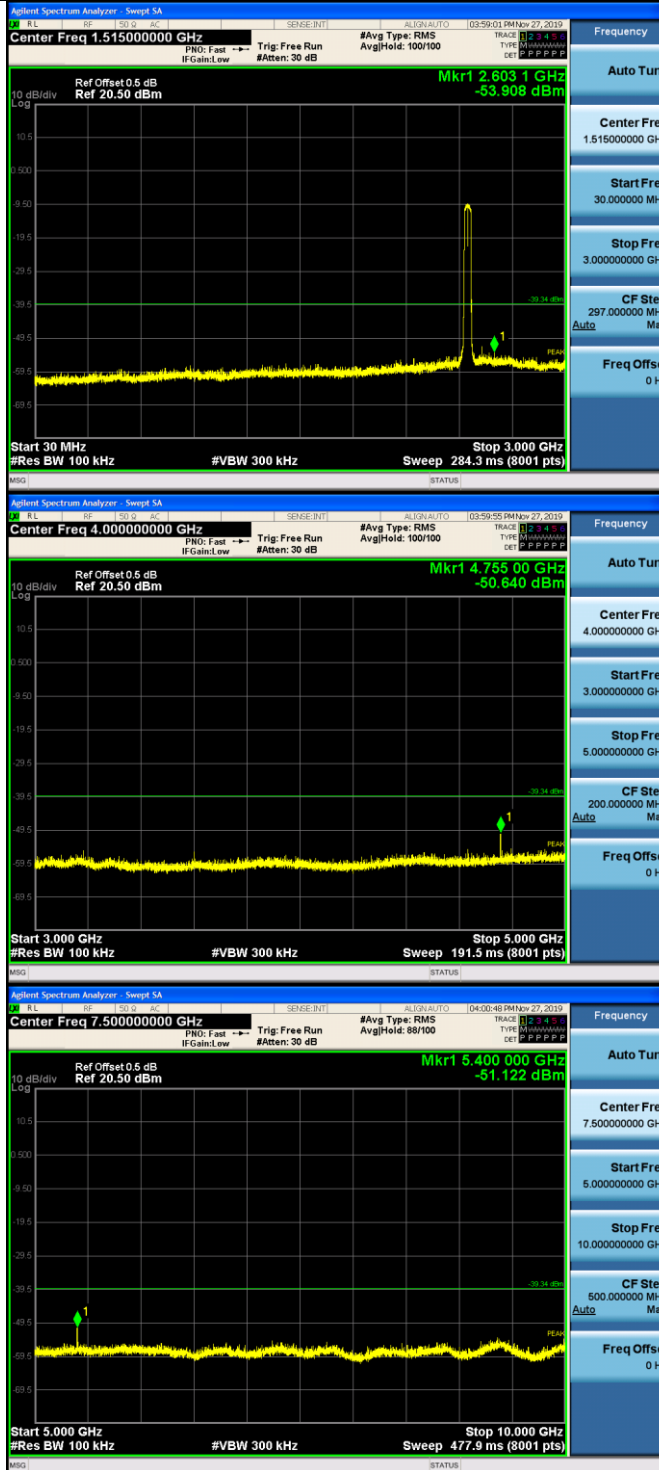 Agilent Spectrum Analyzer - Swept SA
RL RF 50 Ω AC SENSE:INT ALIGNAUTO 03:59:01 PM Nov 27, 2019
Center Freq 1.515000000 GHz #Avg Type: RMS TRACE 1 2 3 4 5 6
PNO: Fast Trig: Free Run Avg|Hold: 100/100 TYPE M
IFGain:Low #Atten: 30 dB DET P P P P P P
Mkr1 2.603 1 GHz
Ref Offset 0.5 dB
10 dB/div Ref 20.50 dBm -53.908 dBm
Log
10.5
0.500
-9.50
-19.5
-29.5
-39.5 -39.34 dBm
-49.5 1
PEAK
-59.5
-69.5
Start 30 MHz Stop 3.000 GHz
#Res BW 100 kHz #VBW 300 kHz Sweep 284.3 ms (8001 pts)
MSG STATUS
Frequency
Auto Tun
Center Fre
1.515000000 GH
Start Fre
30.000000 MH
Stop Fre
3.000000000 GH
CF Ste
297.000000 MH
Auto Ma
Freq Offse
0 H
Agilent Spectrum Analyzer - Swept SA
RL RF 50 Ω AC SENSE:INT ALIGNAUTO 03:59:55 PM Nov 27, 2019
Center Freq 4.000000000 GHz #Avg Type: RMS TRACE 1 2 3 4 5 6
PNO: Fast Trig: Free Run Avg|Hold: 100/100 TYPE M
IFGain:Low #Atten: 30 dB DET P P P P P P
Mkr1 4.755 00 GHz
Ref Offset 0.5 dB
10 dB/div Ref 20.50 dBm -50.640 dBm
Log
10.5
0.500
-9.50
-19.5
-29.5
-39.5 -39.34 dBm
-49.5 1
PEAK
-59.5
-69.5
Start 3.000 GHz Stop 5.000 GHz
#Res BW 100 kHz #VBW 300 kHz Sweep 191.5 ms (8001 pts)
MSG STATUS
Frequency
Auto Tun
Center Fre
4.000000000 GH
Start Fre
3.000000000 GH
Stop Fre
5.000000000 GH
CF Ste
200.000000 MH
Auto Ma
Freq Offse
0 H
Agilent Spectrum Analyzer - Swept SA
RL RF 50 Ω AC SENSE:INT ALIGNAUTO 04:00:48 PM Nov 27, 2019
Center Freq 7.500000000 GHz #Avg Type: RMS TRACE 1 2 3 4 5 6
PNO: Fast Trig: Free Run Avg|Hold: 88/100 TYPE M
IFGain:Low #Atten: 30 dB DET P P P P P P
Mkr1 5.400 000 GHz
Ref Offset 0.5 dB
10 dB/div Ref 20.50 dBm -51.122 dBm
Log
10.5
0.500
-9.50
-19.5
-29.5
-39.5 -39.34 dBm
-49.5 1
PEAK
-59.5
-69.5
Start 5.000 GHz Stop 10.000 GHz
#Res BW 100 kHz #VBW 300 kHz Sweep 477.9 ms (8001 pts)
MSG STATUS
Frequency
Auto Tun
Center Fre
7.500000000 GH
Start Fre
5.000000000 GH
Stop Fre
10.000000000 GH
CF Ste
500.000000 MH
Auto Ma
Freq Offse
0 H